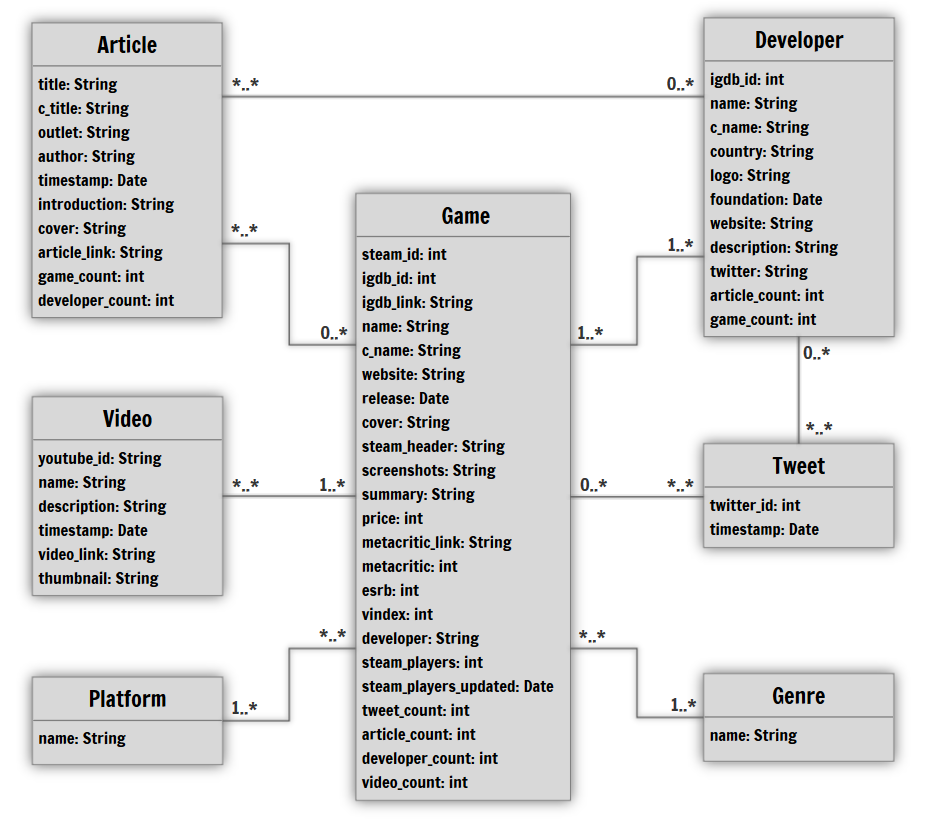 Article
title: String
c_title: String
outlet: String
author: String
timestamp: Date
introduction: String
cover: String
article_link: String
game_count: int
developer_count: int
*..*
0..*
Developer
igdb_id: int
name: String
c_name: String
country: String
logo: String
foundation: Date
website: String
description: String
twitter: String
article_count: int
game_count: int
*..*
0..*
Game
steam_id: int
igdb_id: int
igdb_link: String
name: String
c_name: String
website: String
release: Date
cover: String
steam_header: String
screenshots: String
summary: String
price: int
metacritic_link: String
metacritic: int
esrb: int
vindex: int
developer: String
steam_players: int
steam_players_updated: Date
tweet_count: int
article_count: int
developer_count: int
video_count: int
1..*
1..*
0..*
*..*
Video
youtube_id: String
name: String
description: String
timestamp: Date
video_link: String
thumbnail: String
*..*
1..*
0..*
*..*
Tweet
twitter_id: int
timestamp: Date
*..*
1..*
Platform
name: String
*..*
1..*
Genre
name: String